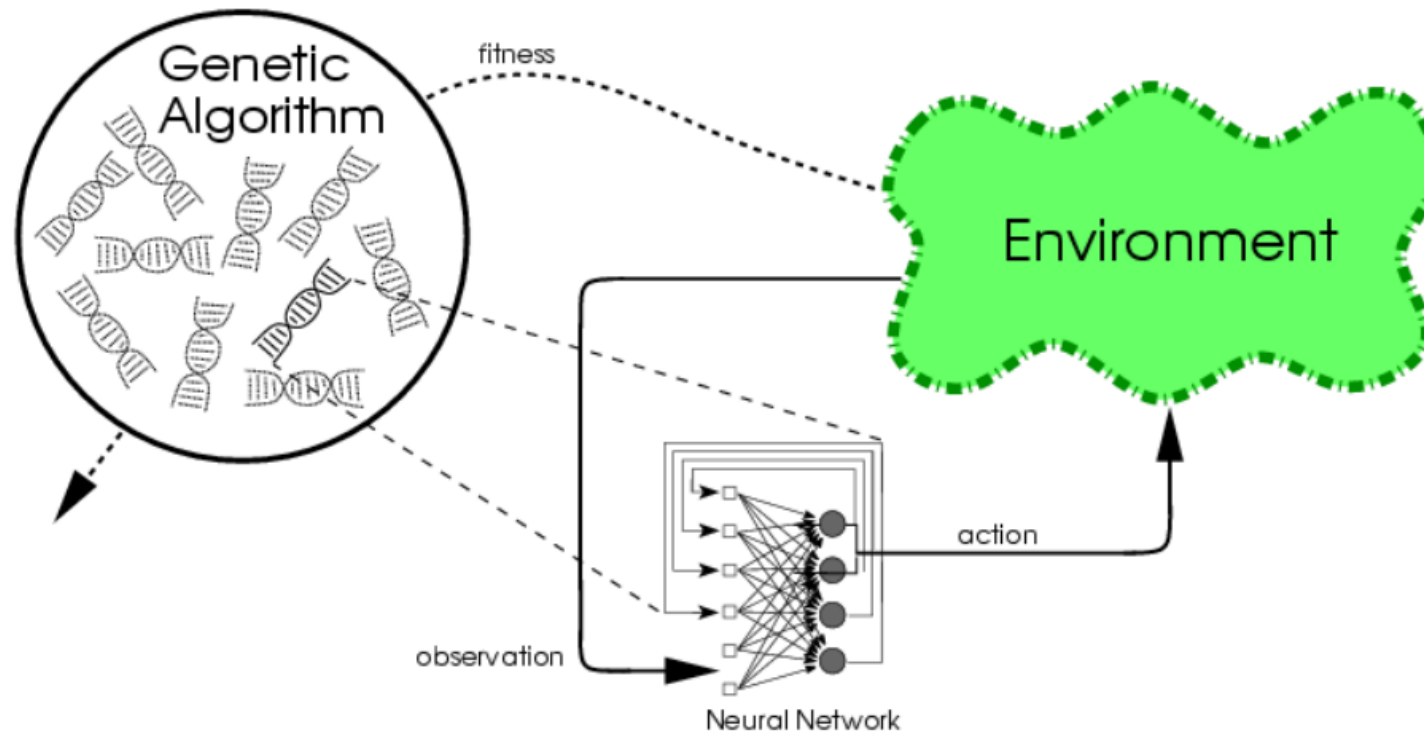 Genetic
Algorithm
fitness
Environment
action
observation
Neural Network